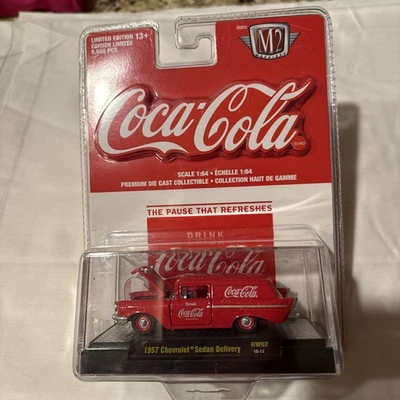 LIMITED EDITION 13+
EDITION LIMITÉE
M2
Coca-Cola
SCALE 1:64 • ÉCHELLE 1:64
PREMIUM DIE CAST COLLECTIBLE • COLLECTION HAUT DE GAMME
THE PAUSE THAT REFRESHES
DRINK
Coca-Cola
Coca-Cola
Coca-Cola
1957 Chevrolet® Sedan Delivery
RW02